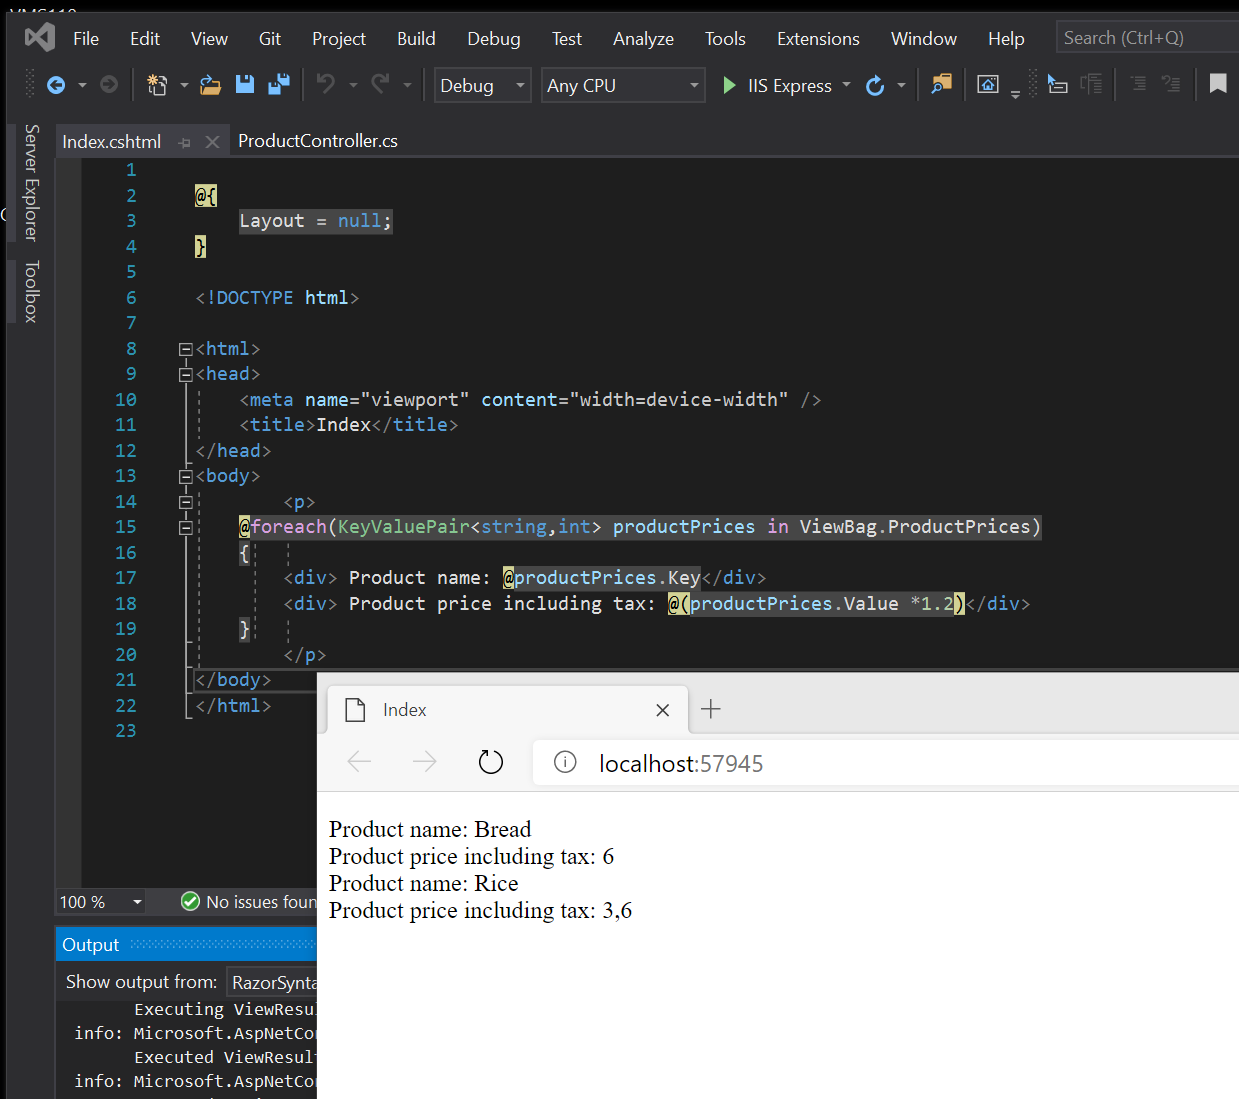 File Edit View Git Project Build Debug Test Analyze Tools Extensions Window Help Search (Ctrl+Q)
Debug Any CPU IIS Express
Server Explorer
Toolbox
Index.cshtml ProductController.cs
1
2 @{
3 Layout = null;
4 }
5
6 <!DOCTYPE html>
7
8 <html>
9 <head>
10 <meta name="viewport" content="width=device-width" />
11 <title>Index</title>
12 </head>
13 <body>
14 <p>
15 @foreach(KeyValuePair<string,int> productPrices in ViewBag.ProductPrices)
16 {
17 <div> Product name: @productPrices.Key</div>
18 <div> Product price including tax: @(productPrices.Value *1.2)</div>
19 }
20 </p>
21 </body>
22 </html>
23
Index
localhost:57945
Product name: Bread
Product price including tax: 6
Product name: Rice
Product price including tax: 3,6
100 % No issues foun
Output
Show output from: RazorSynta
Executing ViewResu
info: Microsoft.AspNetCo
Executed ViewResult
info: Microsoft.AspNetCo